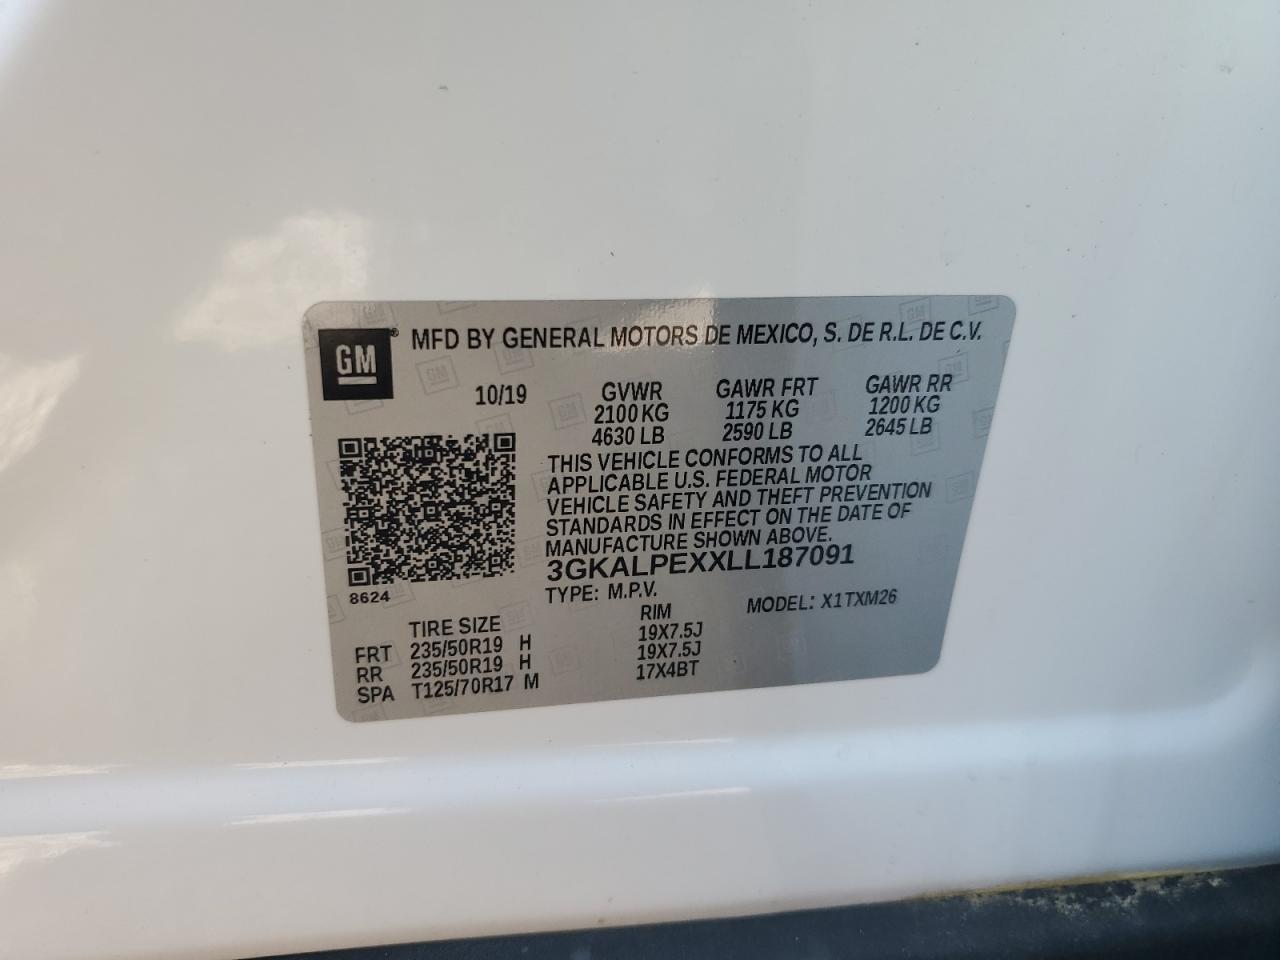 GM® MFD BY GENERAL MOTORS DE MEXICO, S. DE R.L. DE C.V.
10/19 GVWR GAWR FRT GAWR RR
2100 KG 1175 KG 1200 KG
4630 LB 2590 LB 2645 LB
THIS VEHICLE CONFORMS TO ALL
APPLICABLE U.S. FEDERAL MOTOR
VEHICLE SAFETY AND THEFT PREVENTION
STANDARDS IN EFFECT ON THE DATE OF
MANUFACTURE SHOWN ABOVE.
3GKALPEXXLL187091
8624 TYPE: M.P.V. MODEL: X1TXM26
TIRE SIZE RIM
FRT 235/50R19 H 19X7.5J
RR 235/50R19 H 19X7.5J
SPA T125/70R17 M 17X4BT